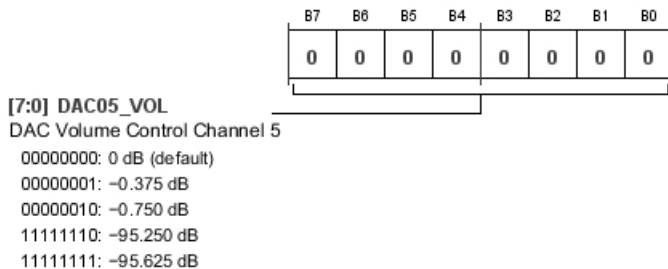 B7 B6 B5 B4 B3 B2 B1 B0
0 0 0 0 0 0 0 0
[7:0] DAC05_VOL
DAC Volume Control Channel 5
00000000: 0 dB (default)
00000001: −0.375 dB
00000010: −0.750 dB
11111110: −95.250 dB
11111111: −95.625 dB